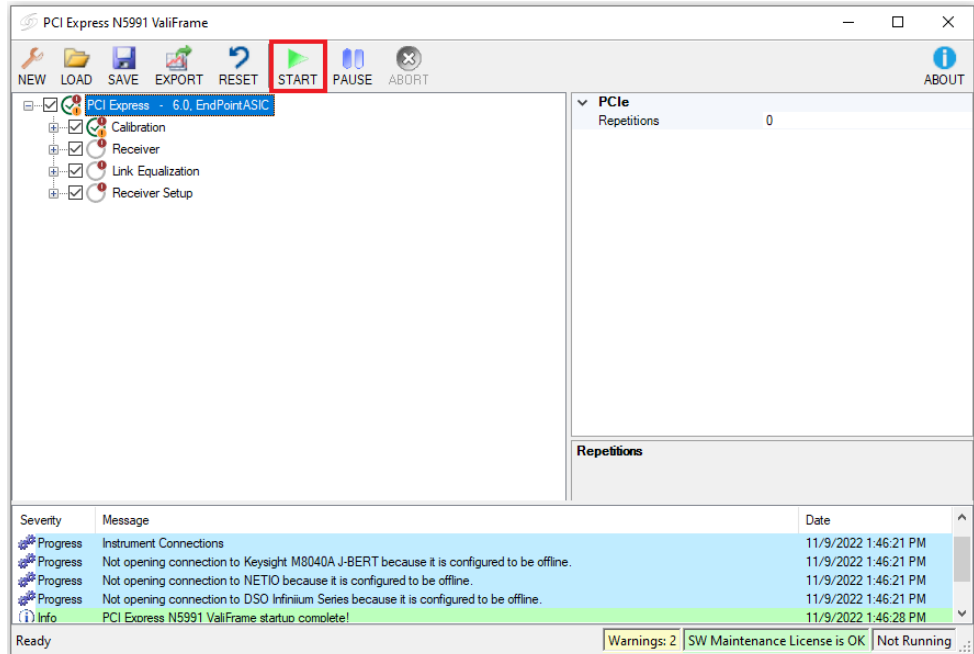 PCI Express N5991 ValiFrame
NEW LOAD SAVE EXPORT RESET START PAUSE ABORT ABOUT
PCI Express - 6.0, EndPointASIC
Calibration
Receiver
Link Equalization
Receiver Setup
PCIe
Repetitions 0
Repetitions
Severity Message Date
Progress Instrument Connections 11/9/2022 1:46:21 PM
Progress Not opening connection to Keysight M8040A J-BERT because it is configured to be offline. 11/9/2022 1:46:21 PM
Progress Not opening connection to NETIO because it is configured to be offline. 11/9/2022 1:46:21 PM
Progress Not opening connection to DSO Infiniium Series because it is configured to be offline. 11/9/2022 1:46:21 PM
Info PCI Express N5991 ValiFrame startup complete! 11/9/2022 1:46:28 PM
Ready Warnings: 2 SW Maintenance License is OK Not Running